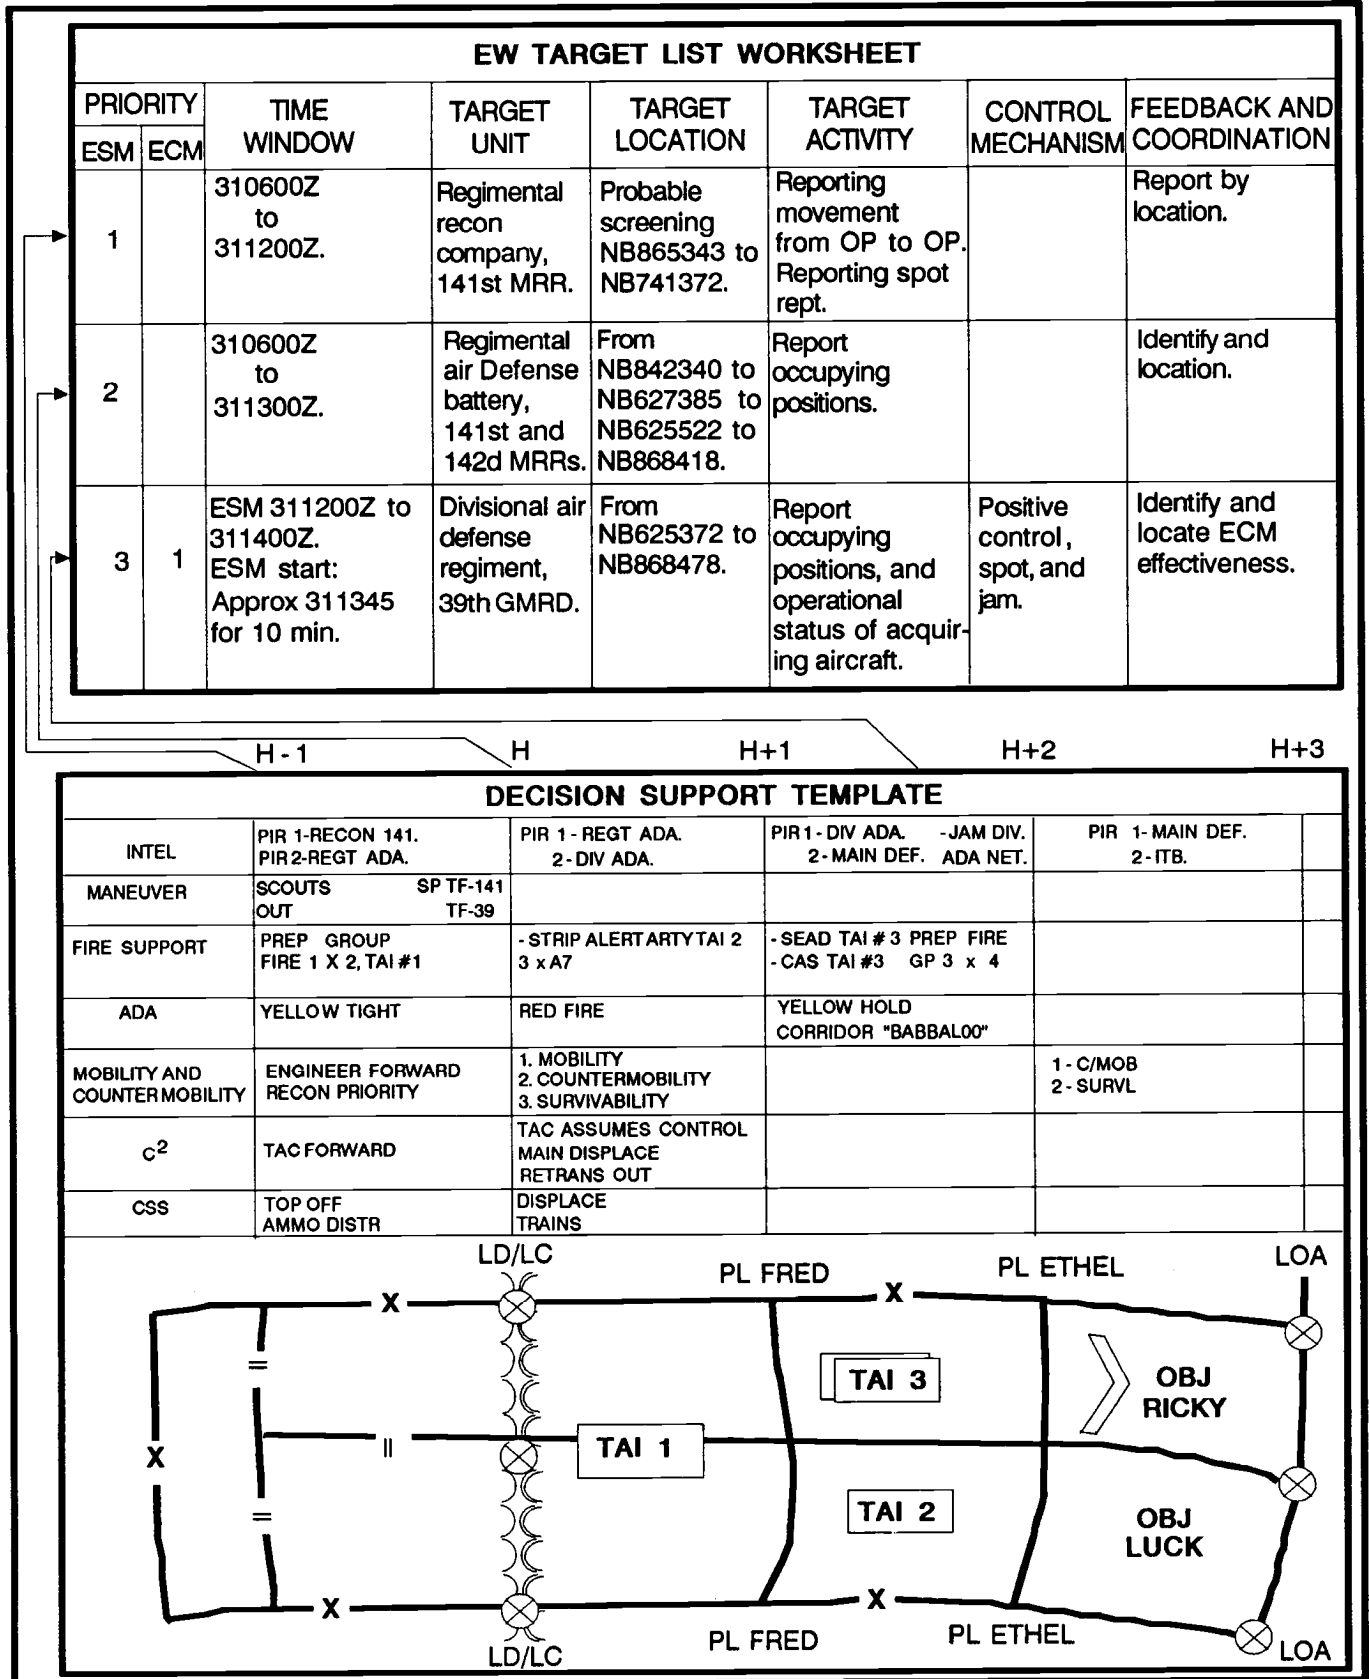 EW TARGET LIST WORKSHEET
PRIORITY
ESM ECM
TIME
WINDOW
TARGET
UNIT
TARGET
LOCATION
TARGET
ACTIVITY
CONTROL
MECHANISM
FEEDBACK AND
COORDINATION
1
310600Z
to
311200Z.
Regimental
recon
company,
141st MRR.
Probable
screening
NB865343 to
NB741372.
Reporting
movement
from OP to OP.
Reporting spot
rept.
Report by
location.
2
310600Z
to
311300Z.
Regimental
air Defense
battery,
141st and
142d MRRs.
From
NB842340 to
NB627385 to
NB625522 to
NB868418.
Report
occupying
positions.
Identify and
location.
3 1
ESM 311200Z to
311400Z.
ESM start:
Approx 311345
for 10 min.
Divisional air
defense
regiment,
39th GMRD.
From
NB625372 to
NB868478.
Report
occupying
positions, and
operational
status of acquir-
ing aircraft.
Positive
control,
spot, and
jam.
Identify and
locate ECM
effectiveness.
H - 1 H H+1 H+2 H+3
DECISION SUPPORT TEMPLATE
INTEL
PIR 1-RECON 141.
PIR 2-REGT ADA.
PIR 1 - REGT ADA.
2 - DIV ADA.
PIR 1 - DIV ADA. -JAM DIV.
2 - MAIN DEF. ADA NET.
PIR 1- MAIN DEF.
2 - ITB.
MANEUVER
SCOUTS SP TF-141
OUT TF-39
FIRE SUPPORT
PREP GROUP
FIRE 1 X 2, TAI #1
- STRIP ALERT ARTY TAI 2
3 x A7
- SEAD TAI # 3 PREP FIRE
- CAS TAI #3 GP 3 x 4
ADA
YELLOW TIGHT
RED FIRE
YELLOW HOLD
CORRIDOR "BABBAL00"
MOBILITY AND
COUNTER MOBILITY
ENGINEER FORWARD
RECON PRIORITY
1. MOBILITY
2. COUNTERMOBILITY
3. SURVIVABILITY
1 - C/MOB
2 - SURVL
C2
TAC FORWARD
TAC ASSUMES CONTROL
MAIN DISPLACE
RETRANS OUT
CSS
TOP OFF
AMMO DISTR
DISPLACE
TRAINS
LD/LC
PL FRED
PL ETHEL
LOA
X X
TAI 3
OBJ
RICKY
X
TAI 1
TAI 2
OBJ
LUCK
X X
LD/LC
PL FRED
PL ETHEL
LOA